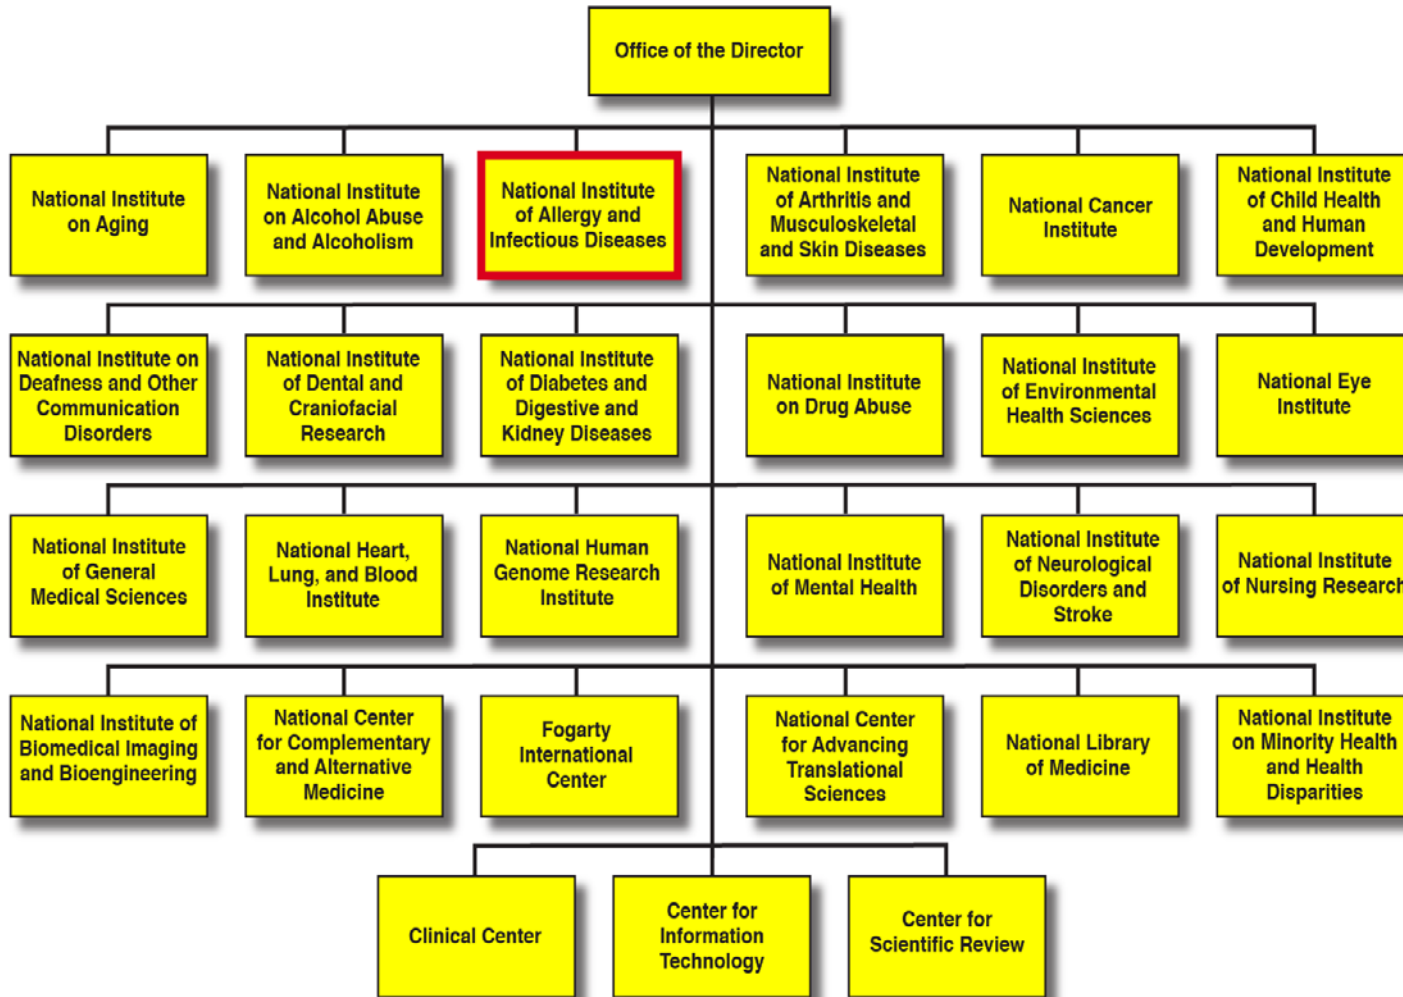 Office of the Director
National Institute
on Aging
National Institute
on Alcohol Abuse
and Alcoholism
National Institute
of Allergy and
Infectious Diseases
National Institute
of Arthritis and
Musculoskeletal
and Skin Diseases
National Cancer
Institute
National Institute
of Child Health
and Human
Development
National Institute on
Deafness and Other
Communication
Disorders
National Institute
of Dental and
Craniofacial
Research
National Institute
of Diabetes and
Digestive and
Kidney Diseases
National Institute
on Drug Abuse
National Institute
of Environmental
Health Sciences
National Eye
Institute
National Institute
of General
Medical Sciences
National Heart,
Lung, and Blood
Institute
National Human
Genome Research
Institute
National Institute
of Mental Health
National Institute
of Neurological
Disorders and
Stroke
National Institute
of Nursing Research
National Institute of
Biomedical Imaging
and Bioengineering
National Center
for Complementary
and Alternative
Medicine
Fogarty
International
Center
National Center
for Advancing
Translational
Sciences
National Library
of Medicine
National Institute
on Minority Health
and Health
Disparities
Clinical Center
Center for
Information
Technology
Center for
Scientific Review